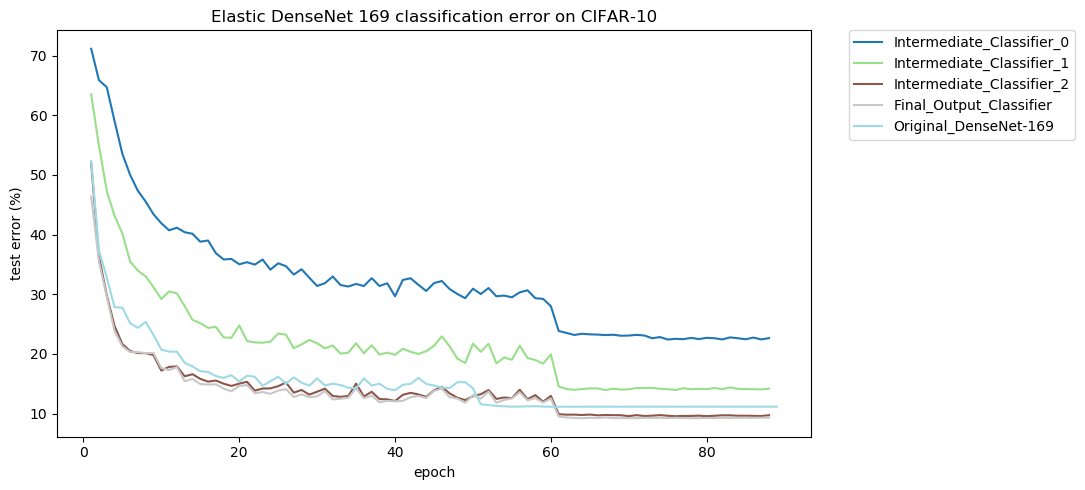 Elastic DenseNet 169 classification error on CIFAR-10
Intermediate_Classifier_0
Intermediate_Classifier_1
Intermediate_Classifier_2
Final_Output_Classifier
Original_DenseNet-169
test error (%)
70
60
50
40
30
20
10
0
20
40
60
80
epoch